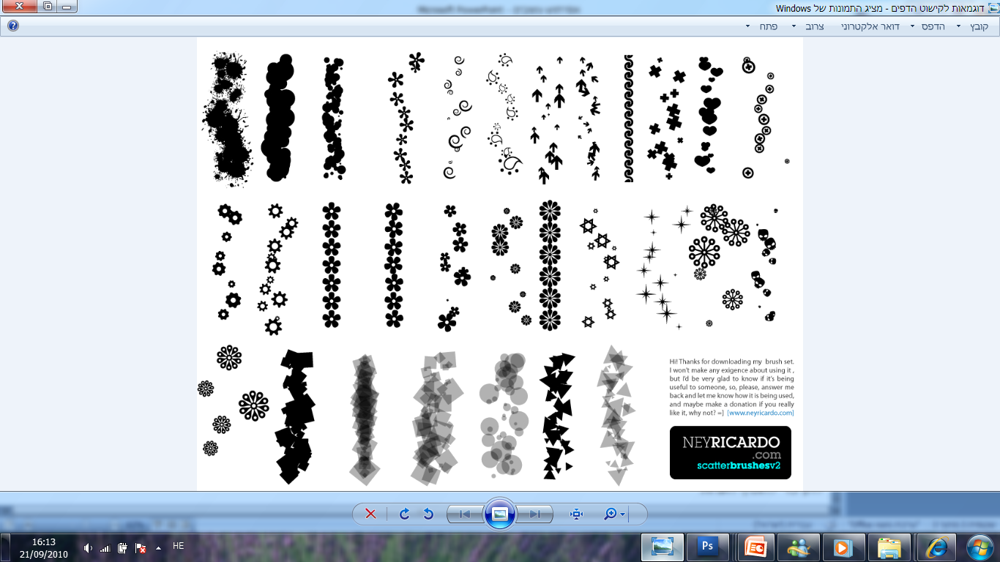 דוגמאות לקישוט הדפים - מציג התמונות של Windows
קובץ הדפס דואר אלקטרוני צרוב פתח
Hi! Thanks for downloading my brush set.
I won't make any exigence about using it ,
but I'd be very glad to know if it's being
useful to someone, so, please, answer me
back and let me know how it is being used,
and maybe make a donation if you really
like it, why not? =] [www.neyricardo.com]
NEYRICARDO
.com
scatterbrushesv2
HE
16:13
21/09/2010
Ps